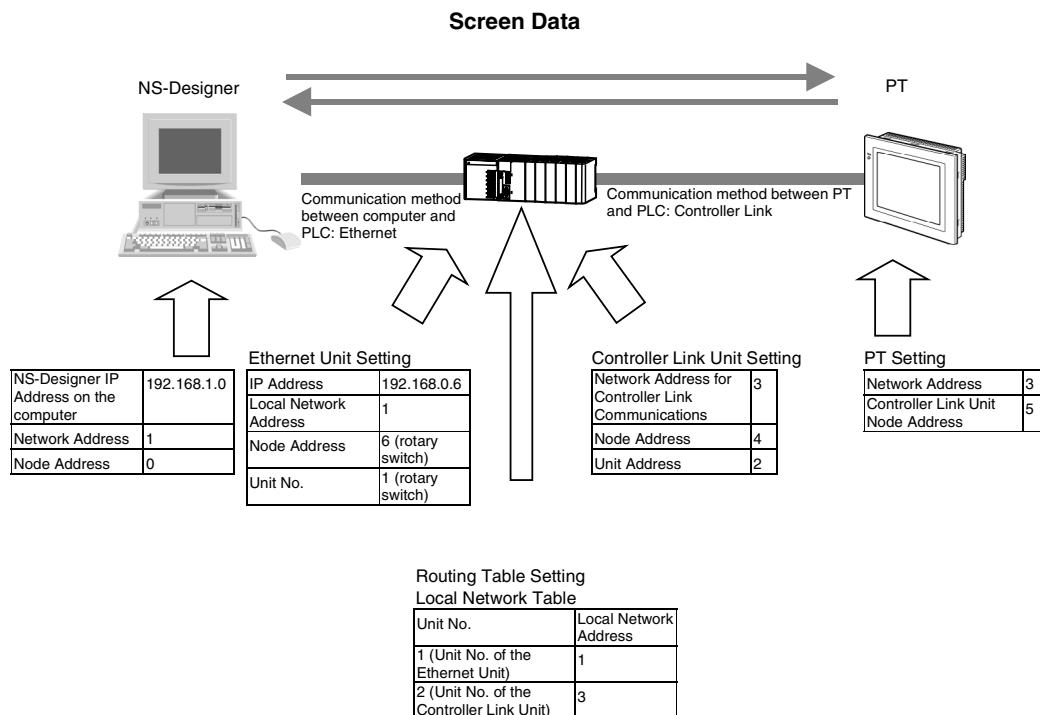 Screen Data
NS-Designer
PT
Communication method
between computer and
PLC: Ethernet
Communication method between PT
and PLC: Controller Link
NS-Designer IP
Address on the
computer
192.168.1.0
Network Address
1
Node Address
0
Ethernet Unit Setting
IP Address
192.168.0.6
Local Network
Address
1
Node Address
6 (rotary
switch)
Unit No.
1 (rotary
switch)
Controller Link Unit Setting
Network Address for
Controller Link
Communications
3
Node Address
4
Unit Address
2
PT Setting
Network Address
3
Controller Link Unit
Node Address
5
Routing Table Setting
Local Network Table
Unit No.
Local Network
Address
1 (Unit No. of the
Ethernet Unit)
1
2 (Unit No. of the
Controller Link Unit)
3